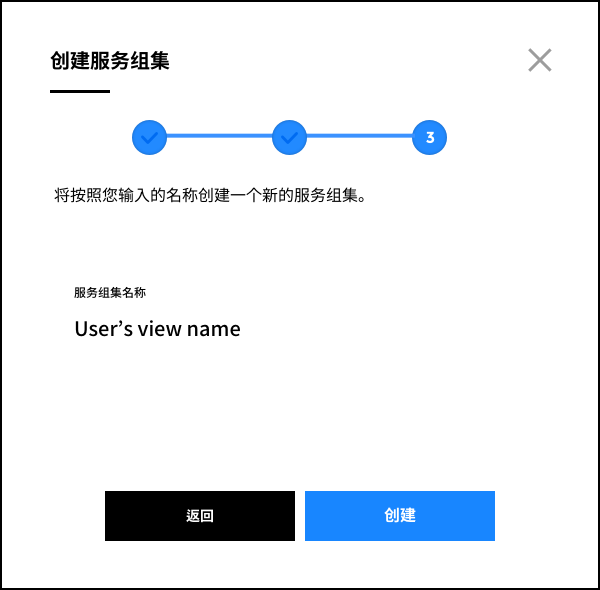 创建服务组集
3
将按照您输入的名称创建一个新的服务组集。
服务组集名称
User’s view name
返回
创建